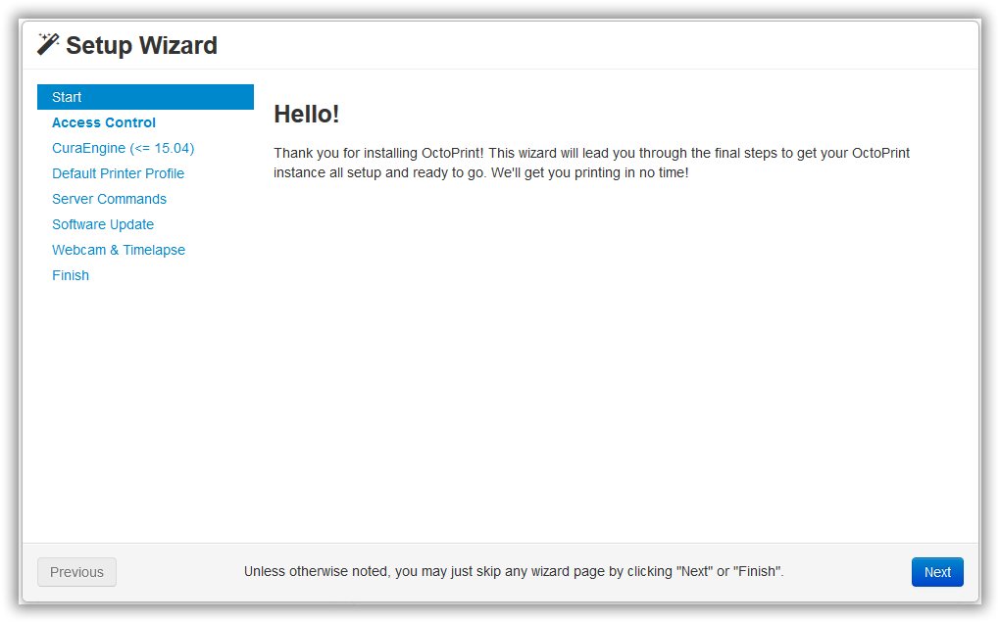 Setup Wizard
Start
Access Control
CuraEngine (<= 15.04)
Default Printer Profile
Server Commands
Software Update
Webcam & Timelapse
Finish
Hello!
Thank you for installing OctoPrint! This wizard will lead you through the final steps to get your OctoPrint
instance all setup and ready to go. We'll get you printing in no time!
Previous
Unless otherwise noted, you may just skip any wizard page by clicking "Next" or "Finish".
Next